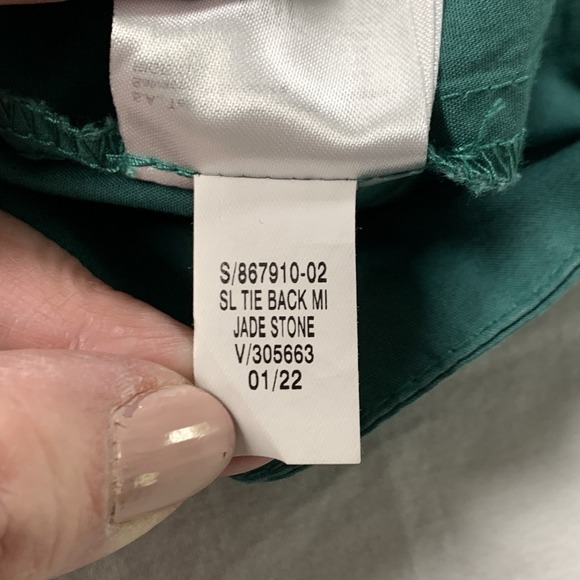 S/867910-02
SL TIE BACK MI
JADE STONE
V/305663
01/22